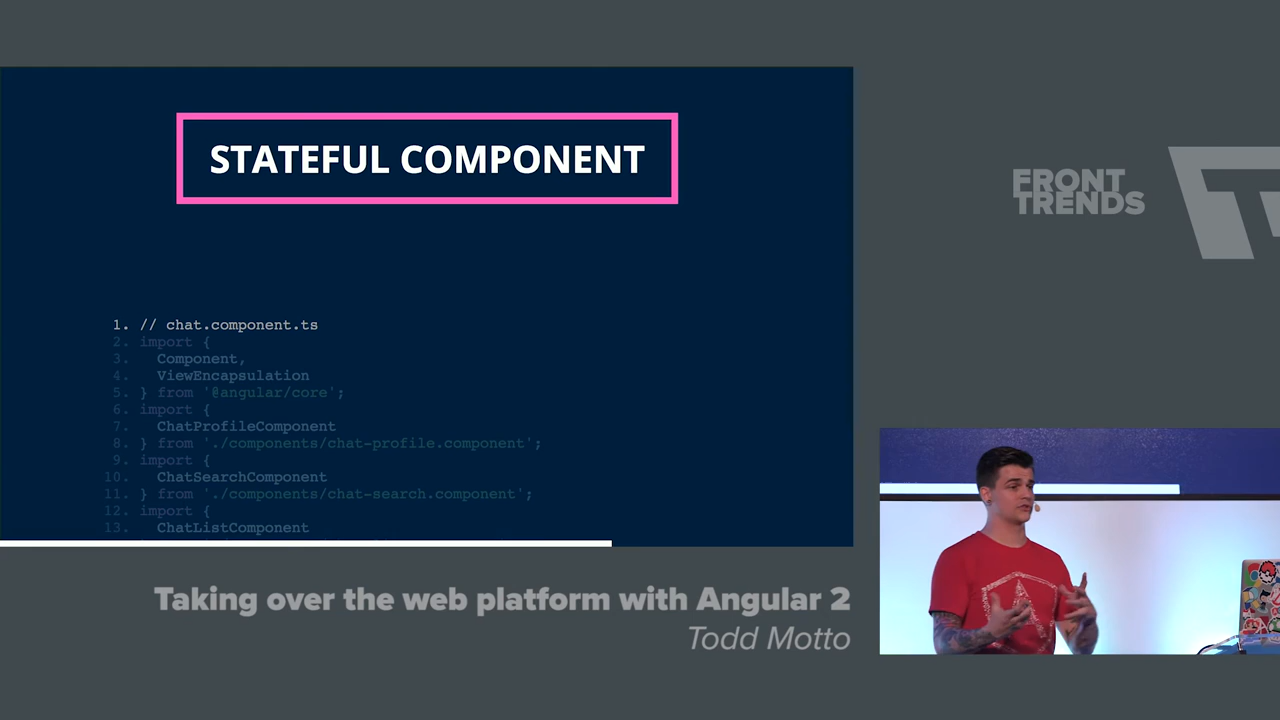 STATEFUL COMPONENT
1. // chat.component.ts
2. import {
3. Component,
4. ViewEncapsulation
5. } from '@angular/core';
6. import {
7. ChatProfileComponent
8. } from './components/chat-profile.component';
9. import {
10. ChatSearchComponent
11. } from './components/chat-search.component';
12. import {
13. ChatListComponent
FRONT
TRENDS
Taking over the web platform with Angular 2
Todd Motto